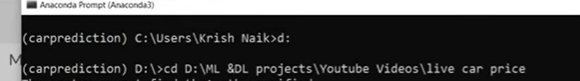 Anaconda Prompt (Anaconda3)
(carprediction) C:\Users\Krish Naik>d:
(carprediction) D:\>cd D:\ML &DL projects\Youtube Videos\live car price